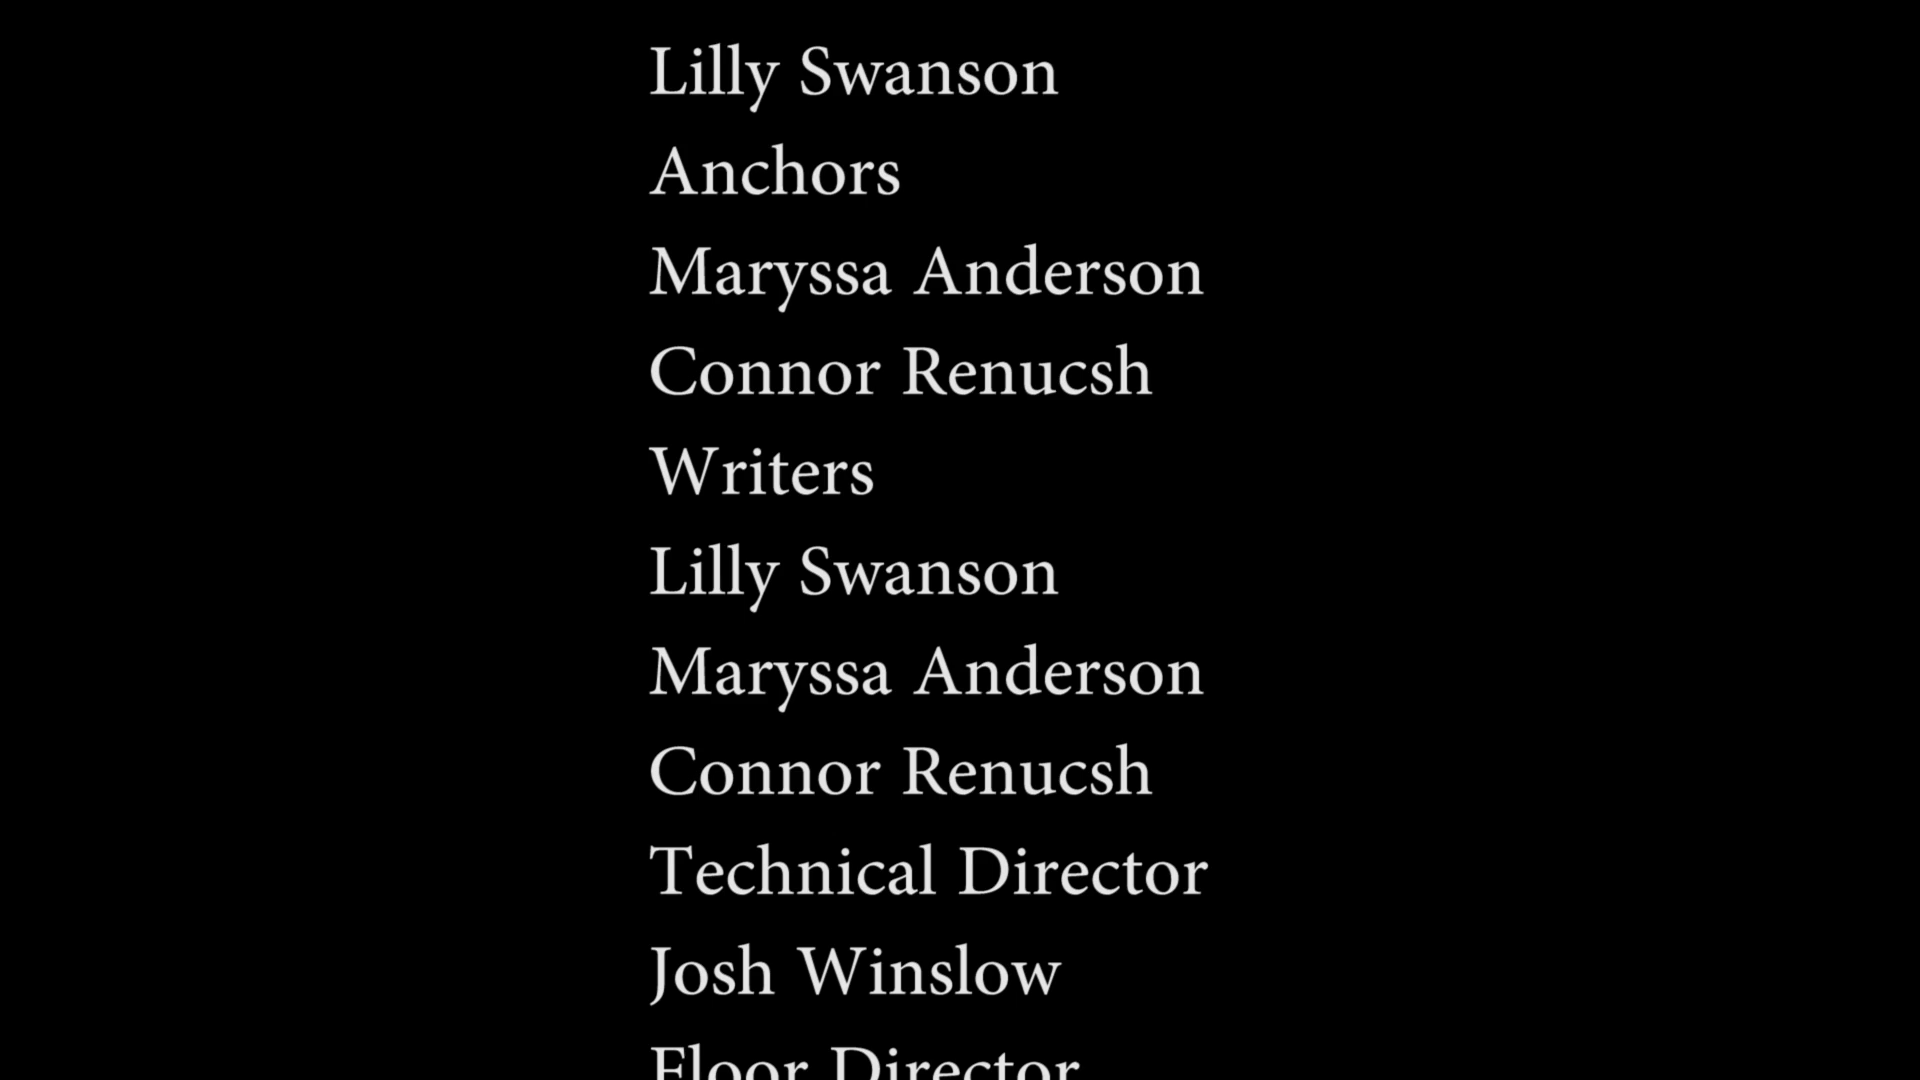 Lilly Swanson
Anchors
Maryssa Anderson
Connor Renucsh
Writers
Lilly Swanson
Maryssa Anderson
Connor Renucsh
Technical Director
Josh Winslow
Floor Director